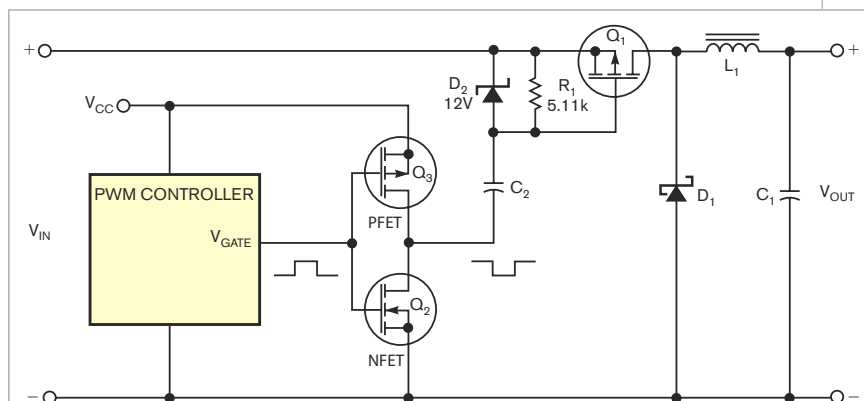 +
+
Q1
D2
12V
R1
5.11k
L1
VCC
PWM CONTROLLER
Q3
C2
PFET
VIN
VGATE
D1
C1
VOUT
Q2
NFET
−
−